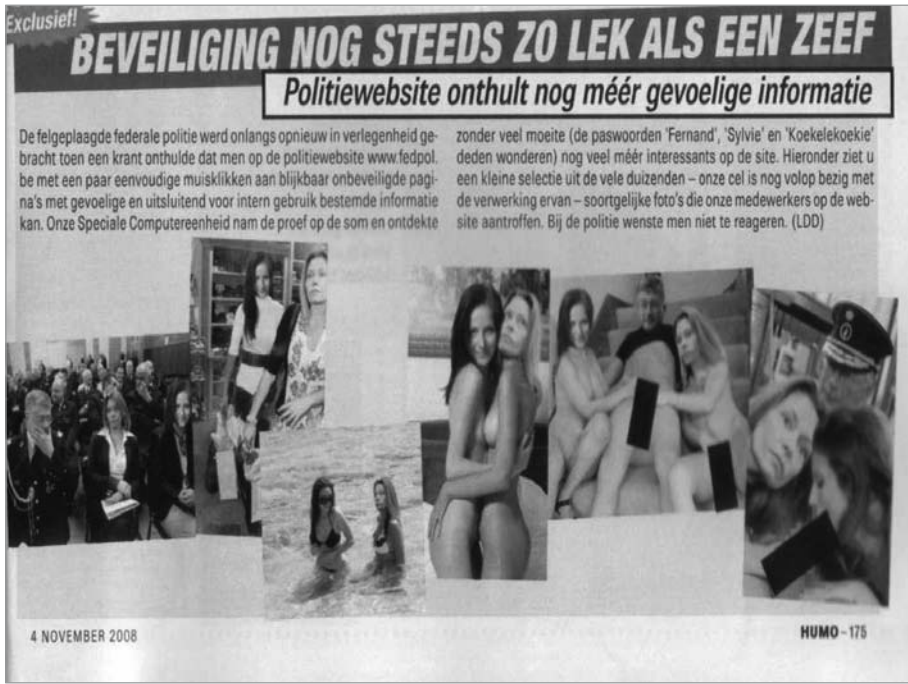 Exclusief!
BEVEILIGING NOG STEEDS ZO LEK ALS EEN ZEEF
Politiewebsite onthult nog méér gevoelige informatie
De felgeplaagde federale politie werd onlangs opnieuw in verlegenheid ge-
bracht toen een krant onthulde dat men op de politiewebsite www.fedpol.
be met een paar eenvoudige muisklikken aan blijkbaar onbeveiligde pagi-
na's met gevoelige en uitsluitend voor intern gebruik bestemde informatie
kan. Onze Speciale Computereenheid nam de proef op de som en ontdekte
zonder veel moeite (de paswoorden 'Fernand', 'Sylvie' en 'Koekelekoekie'
deden wonderen) nog veel méér interessants op de site. Hieronder ziet u
een kleine selectie uit de vele duizenden – onze cel is nog volop bezig met
de verwerking ervan – soortgelijke foto's die onze medewerkers op de web-
site aantroffen. Bij de politie wenste men niet te reageren. (LDD)
4 NOVEMBER 2008
HUMO – 175